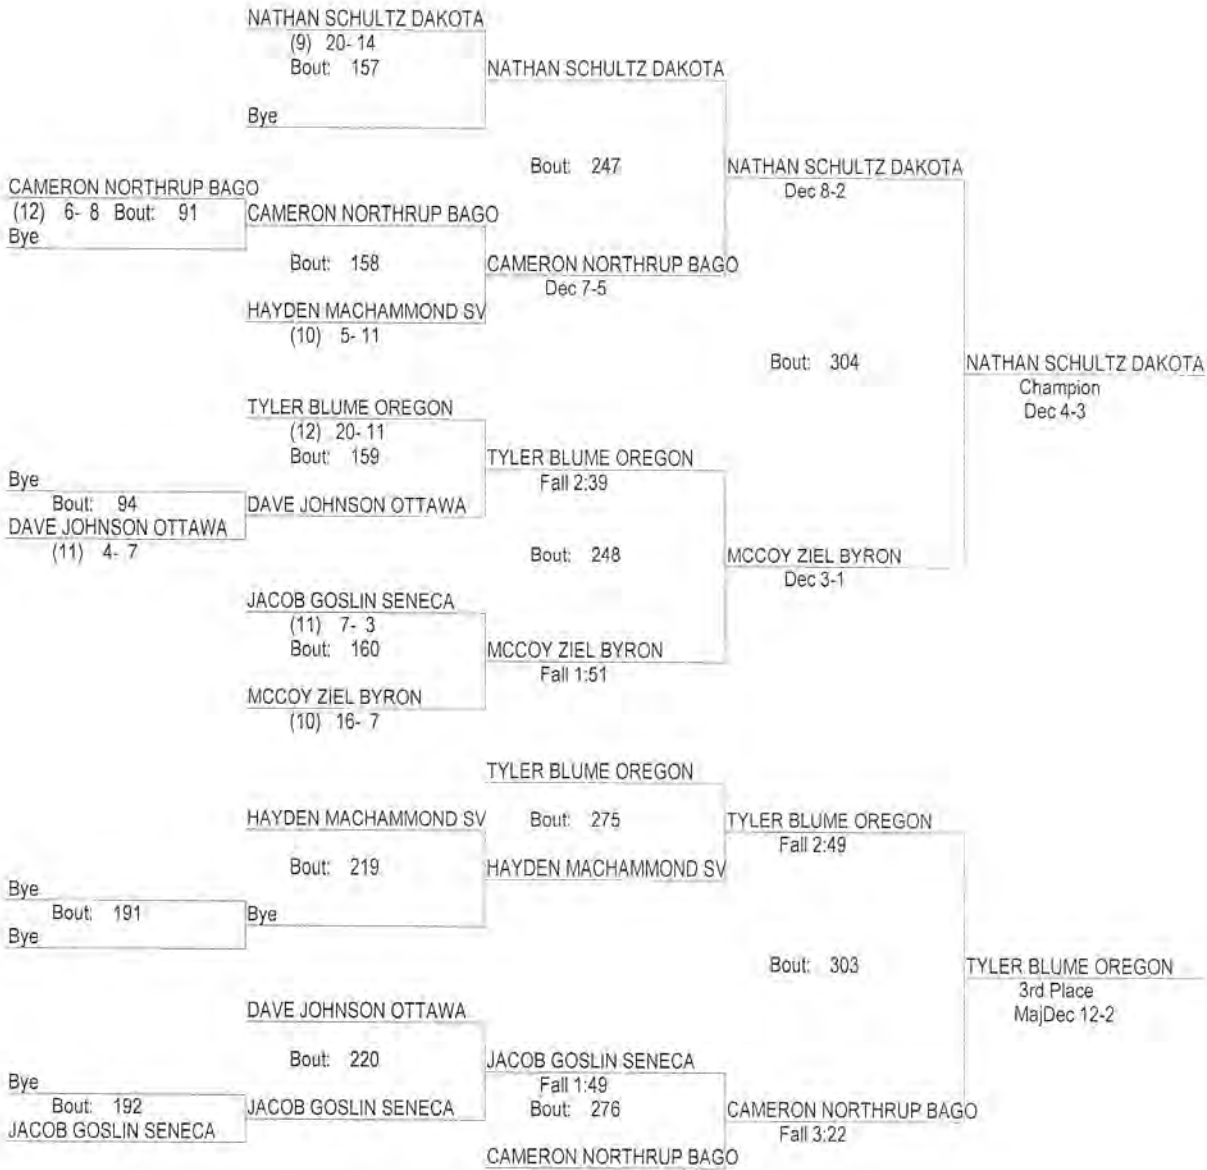 NATHAN SCHULTZ DAKOTA
(9) 20- 14
Bout: 157
NATHAN SCHULTZ DAKOTA
Bye
Bout: 247
NATHAN SCHULTZ DAKOTA
Dec 8-2
CAMERON NORTHRUP BAGO
(12) 6- 8 Bout: 91
CAMERON NORTHRUP BAGO
Bye
Bout: 158
CAMERON NORTHRUP BAGO
Dec 7-5
HAYDEN MACHAMMOND SV
(10) 5- 11
Bout: 304
NATHAN SCHULTZ DAKOTA
Champion
Dec 4-3
TYLER BLUME OREGON
(12) 20- 11
Bout: 159
TYLER BLUME OREGON
Fall 2:39
Bye
Bout: 94
DAVE JOHNSON OTTAWA
DAVE JOHNSON OTTAWA
(11) 4- 7
Bout: 248
MCCOY ZIEL BYRON
Dec 3-1
JACOB GOSLIN SENECA
(11) 7- 3
Bout: 160
MCCOY ZIEL BYRON
Fall 1:51
MCCOY ZIEL BYRON
(10) 16- 7
TYLER BLUME OREGON
HAYDEN MACHAMMOND SV
Bout: 275
TYLER BLUME OREGON
Fall 2:49
Bout: 219
HAYDEN MACHAMMOND SV
Bye
Bout: 191
Bye
Bye
Bout: 303
TYLER BLUME OREGON
3rd Place
MajDec 12-2
DAVE JOHNSON OTTAWA
Bout: 220
JACOB GOSLIN SENECA
Fall 1:49
Bye
Bout: 192
JACOB GOSLIN SENECA
Bout: 276
CAMERON NORTHRUP BAGO
Fall 3:22
JACOB GOSLIN SENECA
CAMERON NORTHRUP BAGO